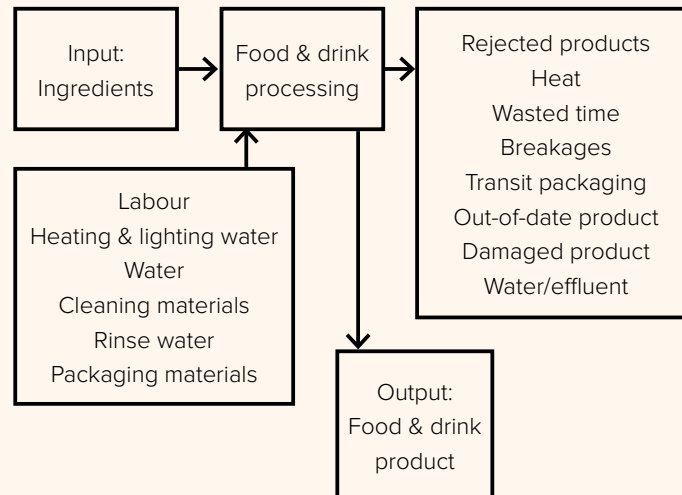 Input:
Ingredients
Food & drink
processing
Rejected products
Heat
Wasted time
Breakages
Transit packaging
Out-of-date product
Damaged product
Water/effluent
Labour
Heating & lighting water
Water
Cleaning materials
Rinse water
Packaging materials
Output:
Food & drink
product